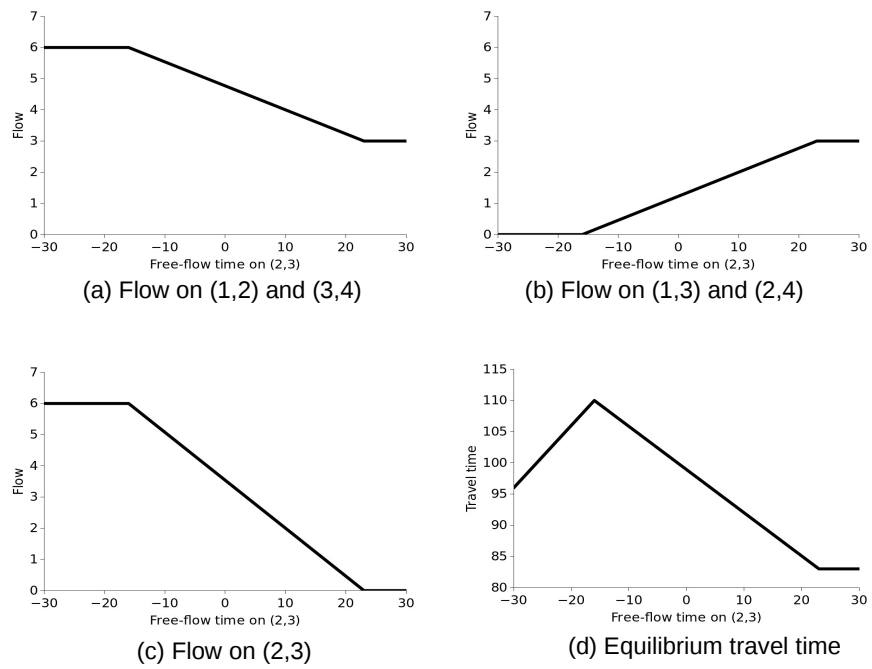 7
6
5
4
3
2
1
0
Flow
−30 −20 −10 0 10 20 30
Free-flow time on (2,3)
(a) Flow on (1,2) and (3,4)
7
6
5
4
3
2
1
0
Flow
−30 −20 −10 0 10 20 30
Free-flow time on (2,3)
(b) Flow on (1,3) and (2,4)
7
6
5
4
3
2
1
0
Flow
−30 −20 −10 0 10 20 30
Free-flow time on (2,3)
(c) Flow on (2,3)
115
110
105
100
95
90
85
80
Travel time
−30 −20 −10 0 10 20 30
Free-flow time on (2,3)
(d) Equilibrium travel time